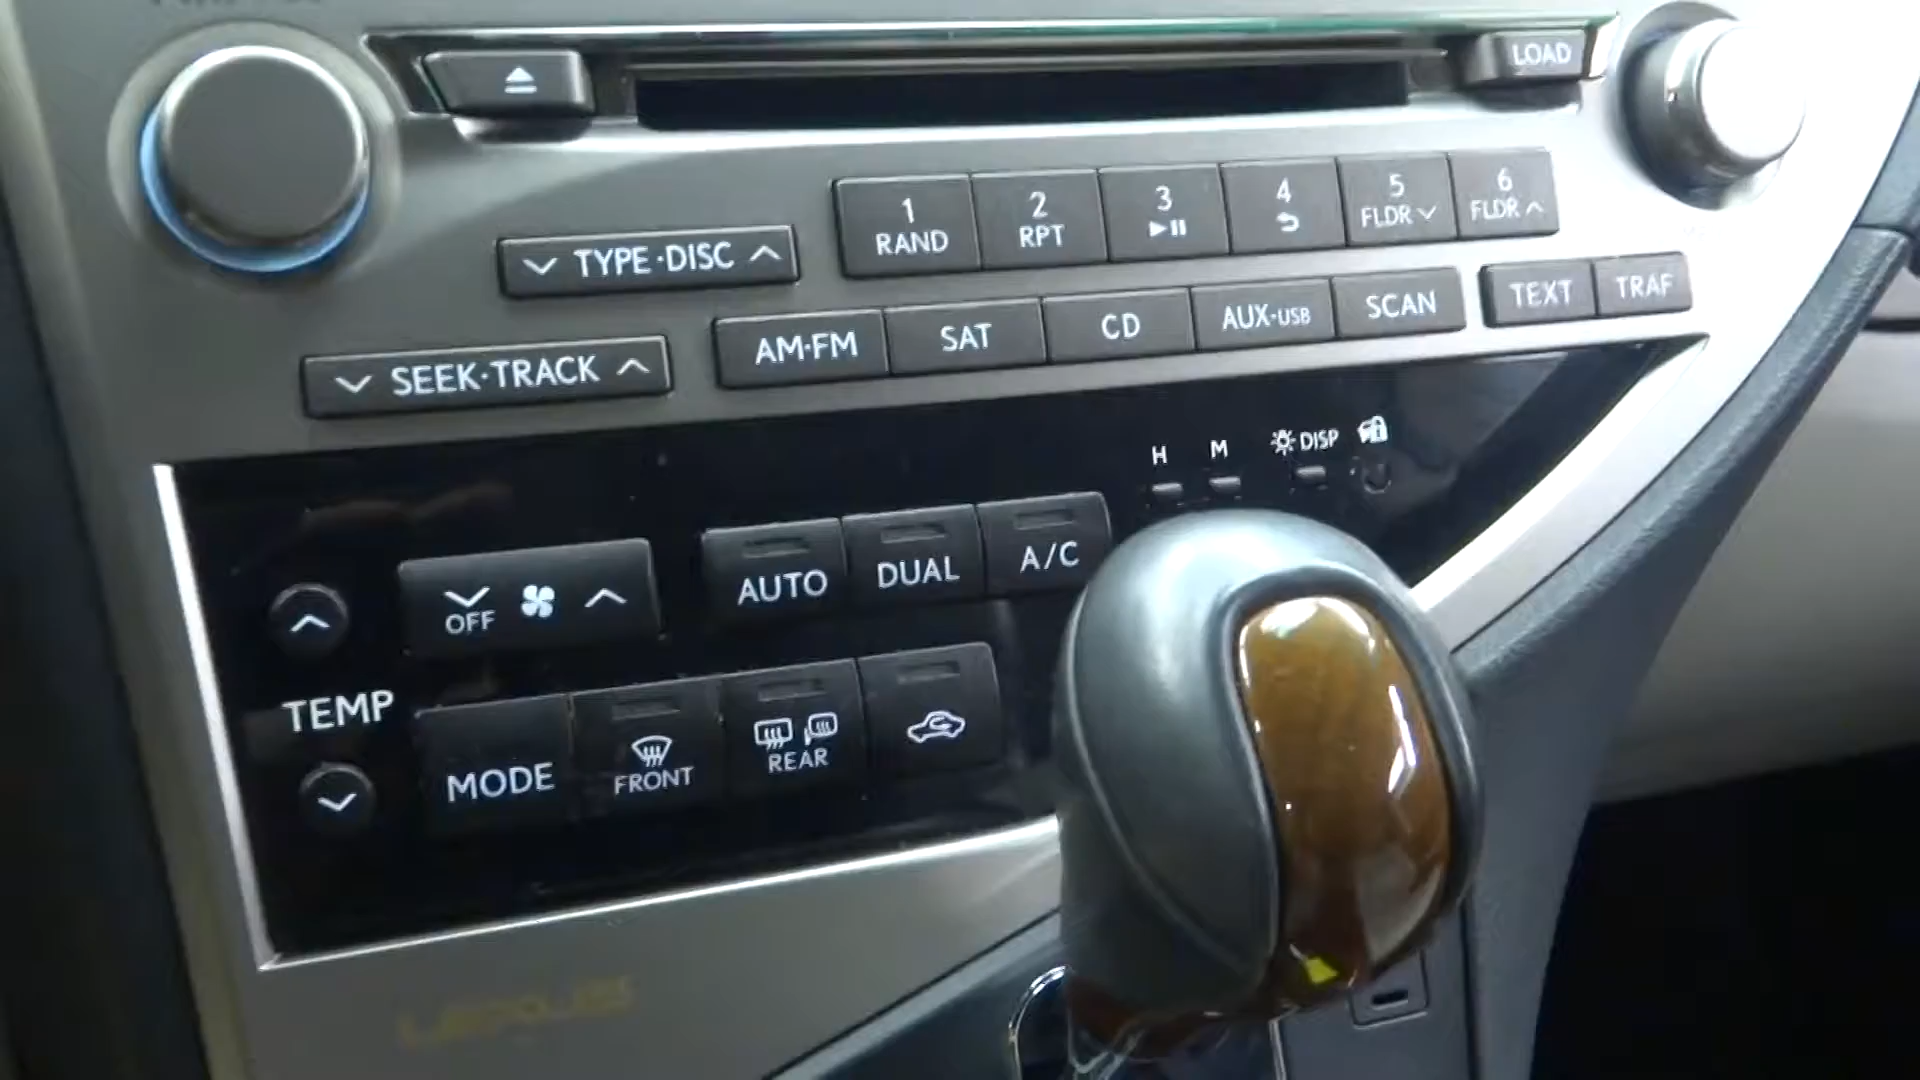 LOAD
1 2 3 4 5 6
RAND RPT FLDR FLDR
TYPE·DISC
AM·FM SAT CD AUX·USB SCAN TEXT TRAF
SEEK·TRACK
H M DISP
AUTO DUAL A/C
OFF
TEMP
MODE FRONT REAR
LEXUS